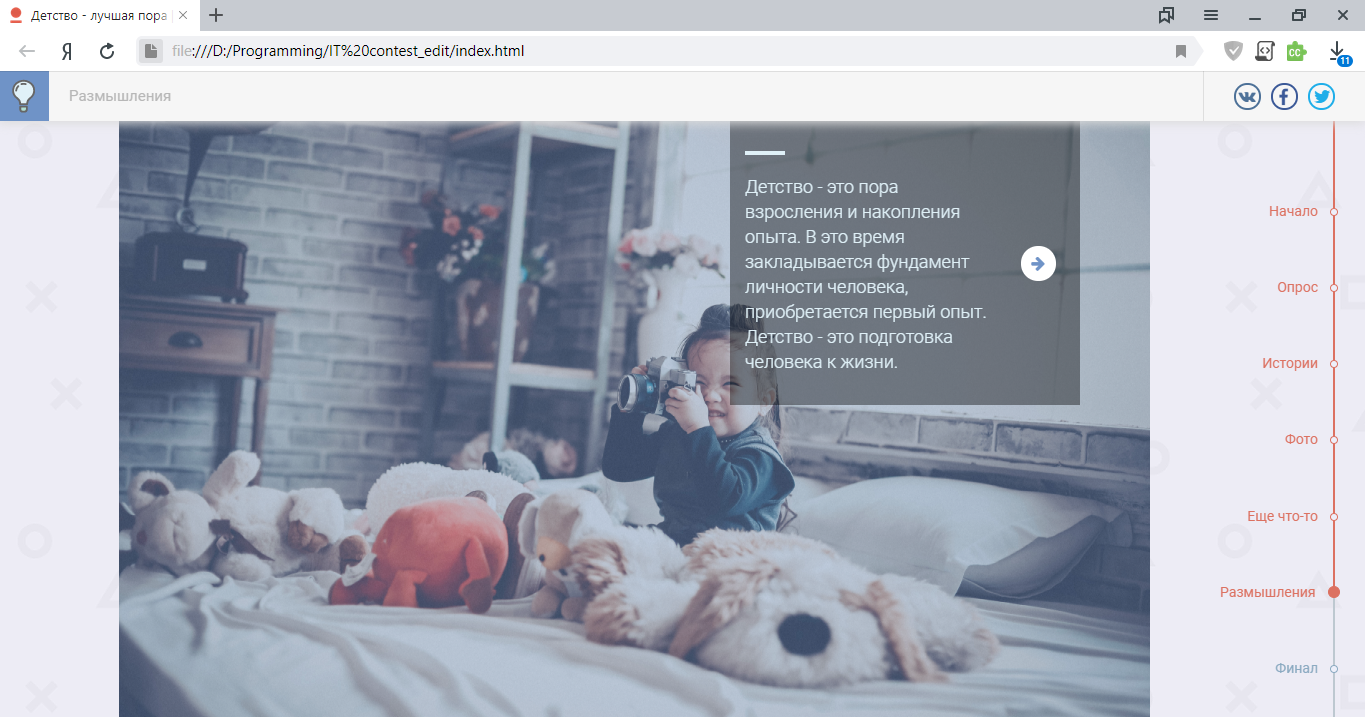 Детство - лучшая пора
file:///D:/Programming/IT%20contest_edit/index.html
11
Размышления
Детство - это пора
взросления и накопления
опыта. В это время
закладывается фундамент
личности человека,
приобретается первый опыт.
Детство - это подготовка
человека к жизни.
Начало
Опрос
Истории
Фото
Еще что-то
Размышления
Финал